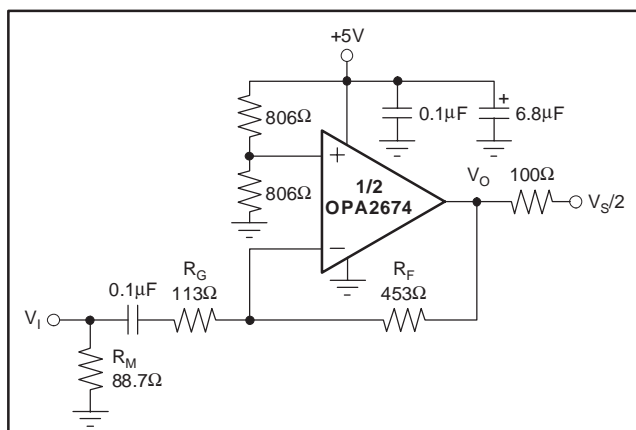 +5V
806Ω
0.1µF
+
6.8µF
806Ω
+
1/2
OPA2674
−
V_O
100Ω
V_S/2
R_G
113Ω
R_F
453Ω
0.1µF
V_I
R_M
88.7Ω